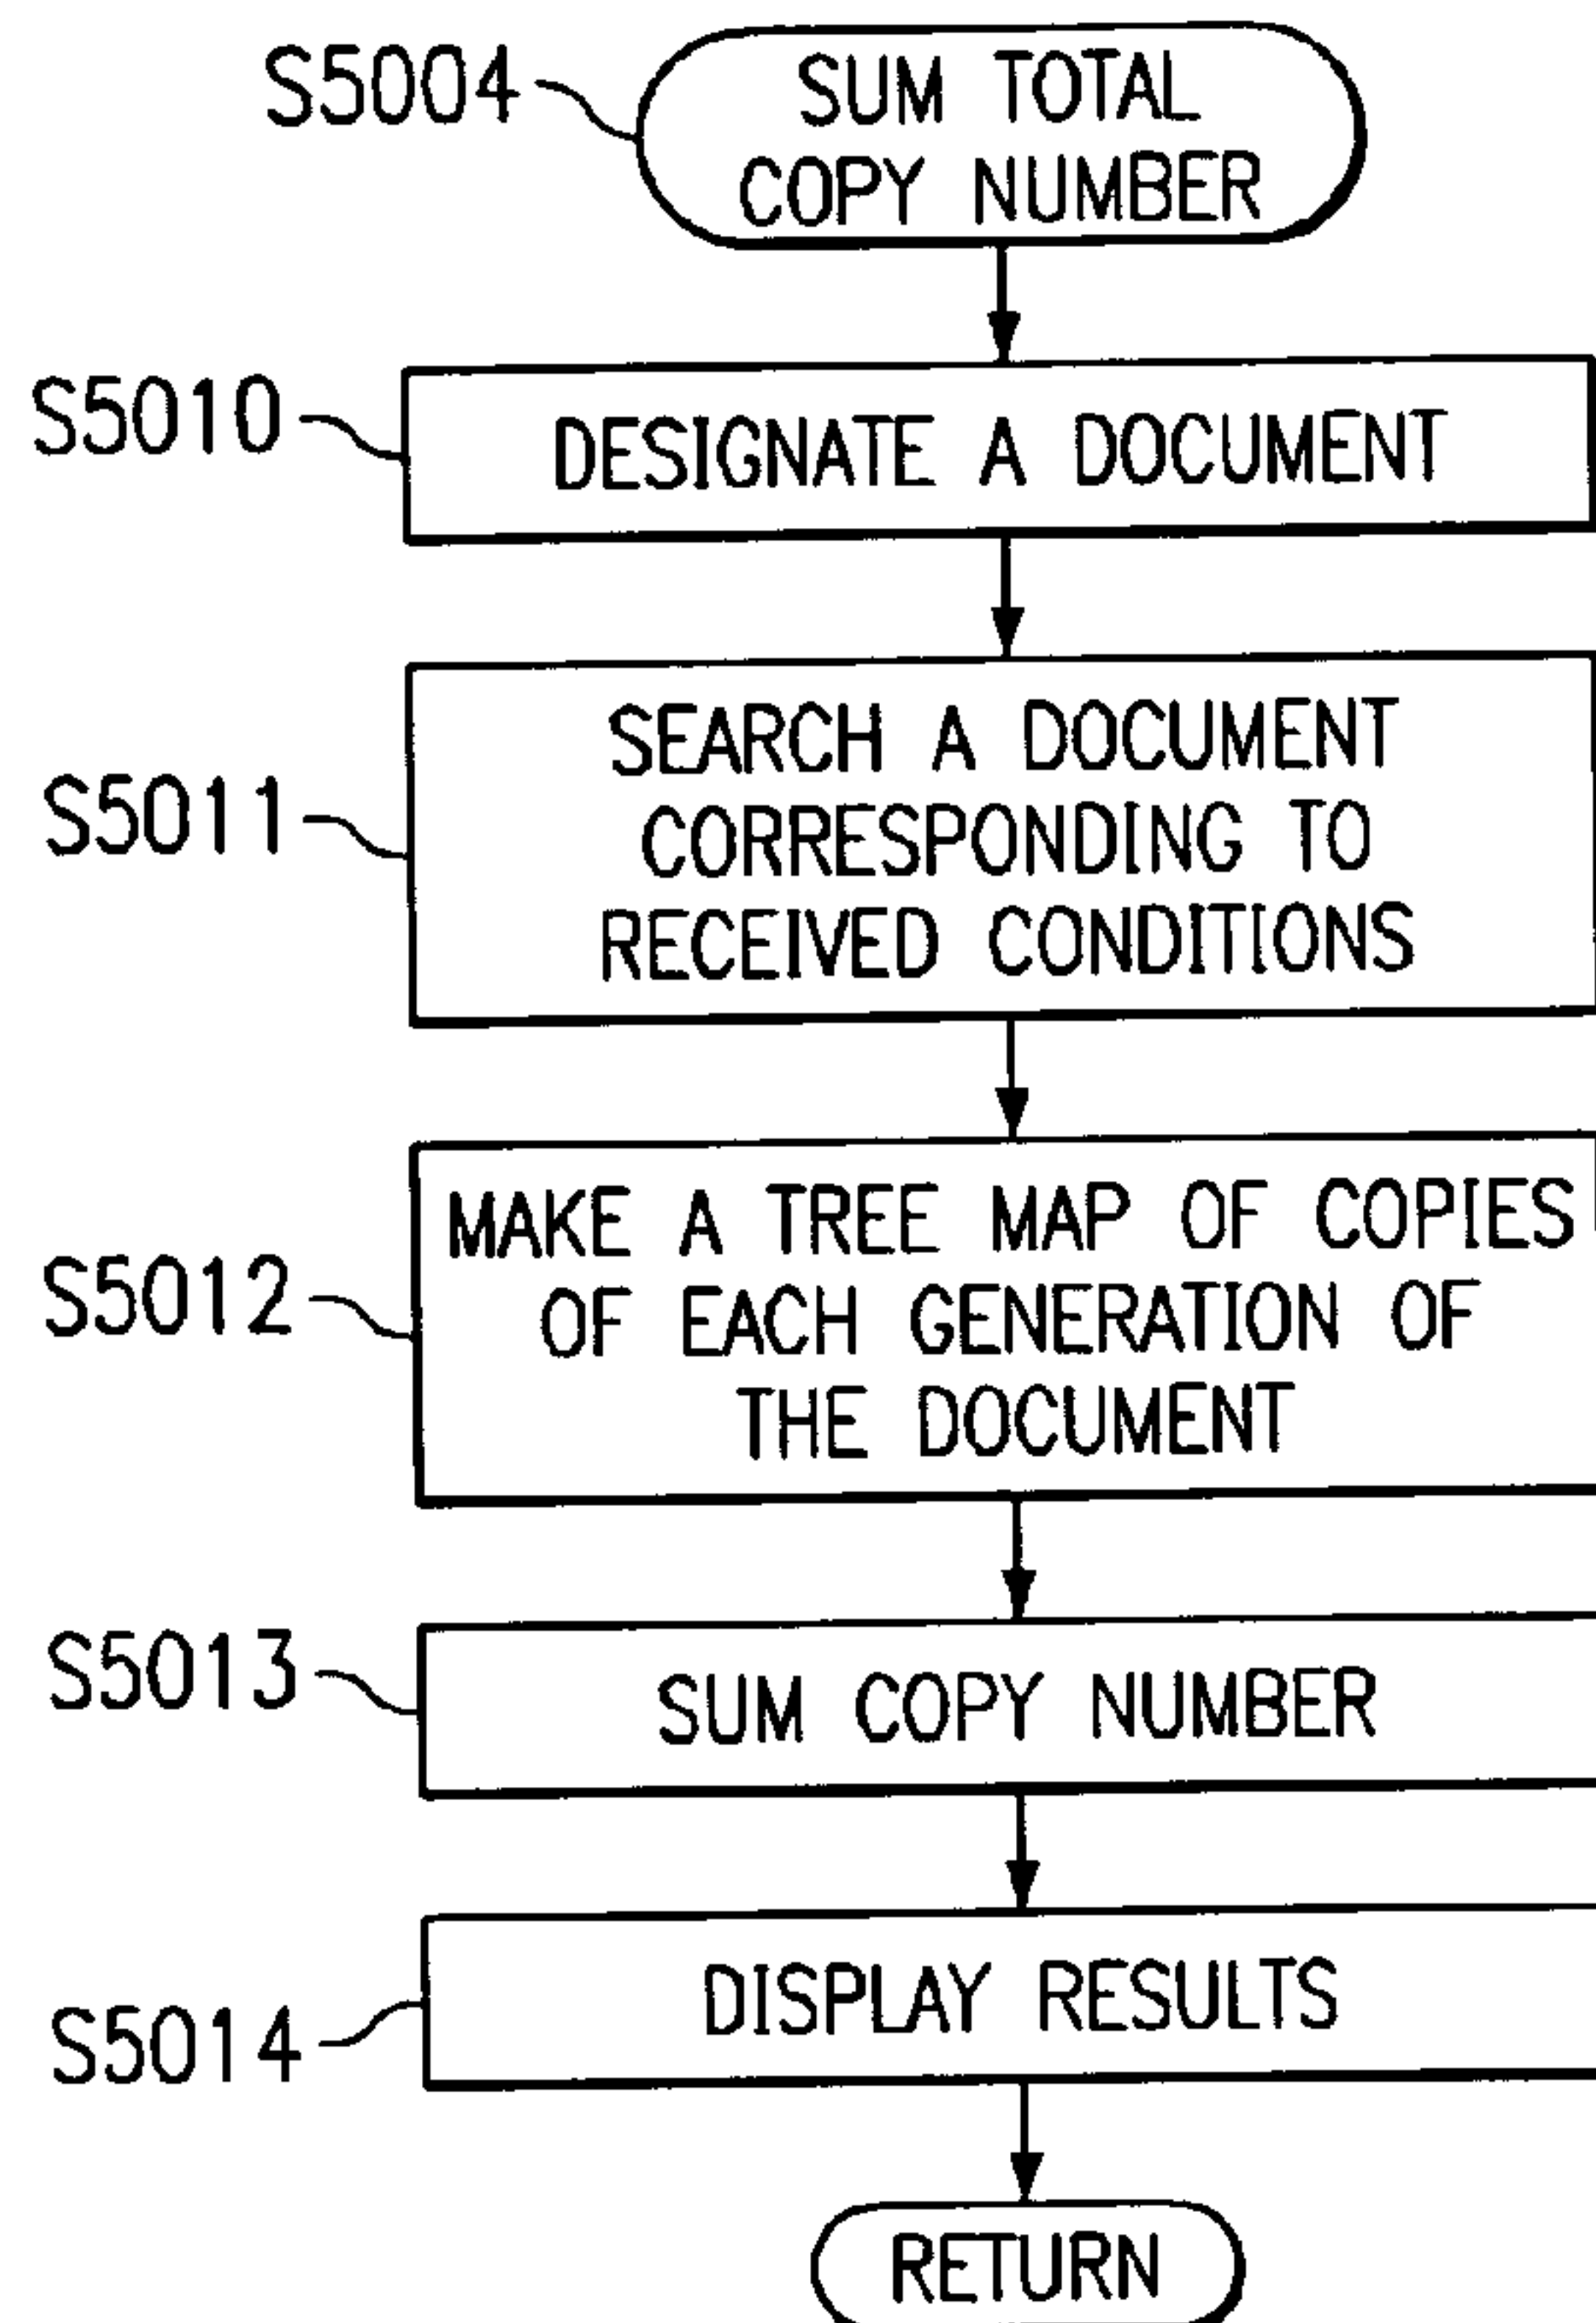 S5004
SUM TOTAL
COPY NUMBER
S5010
DESIGNATE A DOCUMENT
S5011
SEARCH A DOCUMENT
CORRESPONDING TO
RECEIVED CONDITIONS
S5012
MAKE A TREE MAP OF COPIES
OF EACH GENERATION OF
THE DOCUMENT
S5013
SUM COPY NUMBER
S5014
DISPLAY RESULTS
RETURN